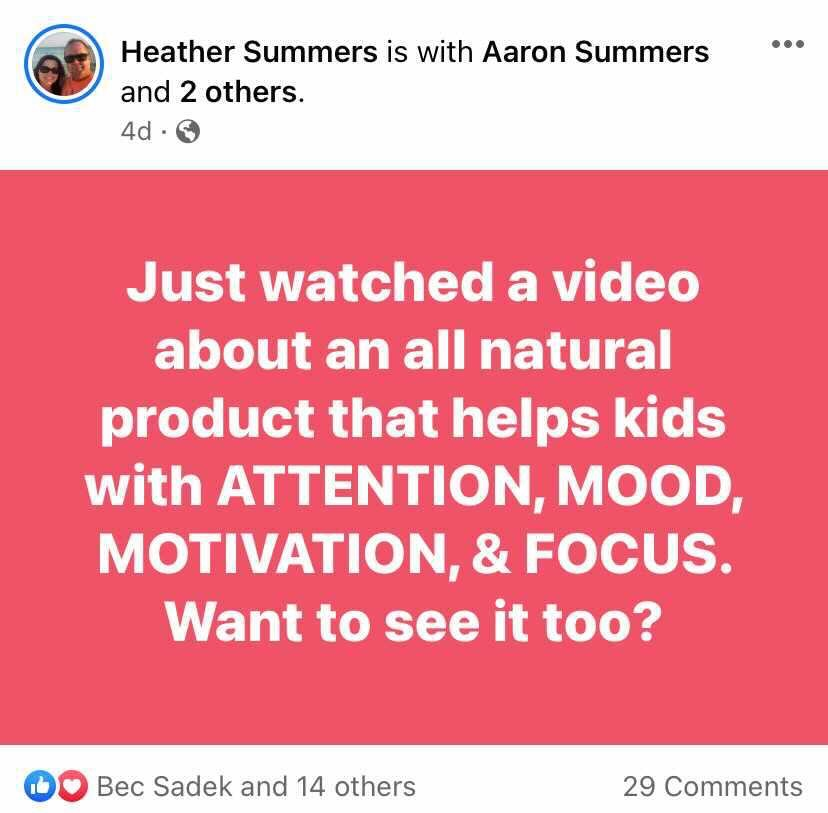 Heather Summers is with Aaron Summers
and 2 others.
4d ·
Just watched a video
about an all natural
product that helps kids
with ATTENTION, MOOD,
MOTIVATION, & FOCUS.
Want to see it too?
Bec Sadek and 14 others 29 Comments